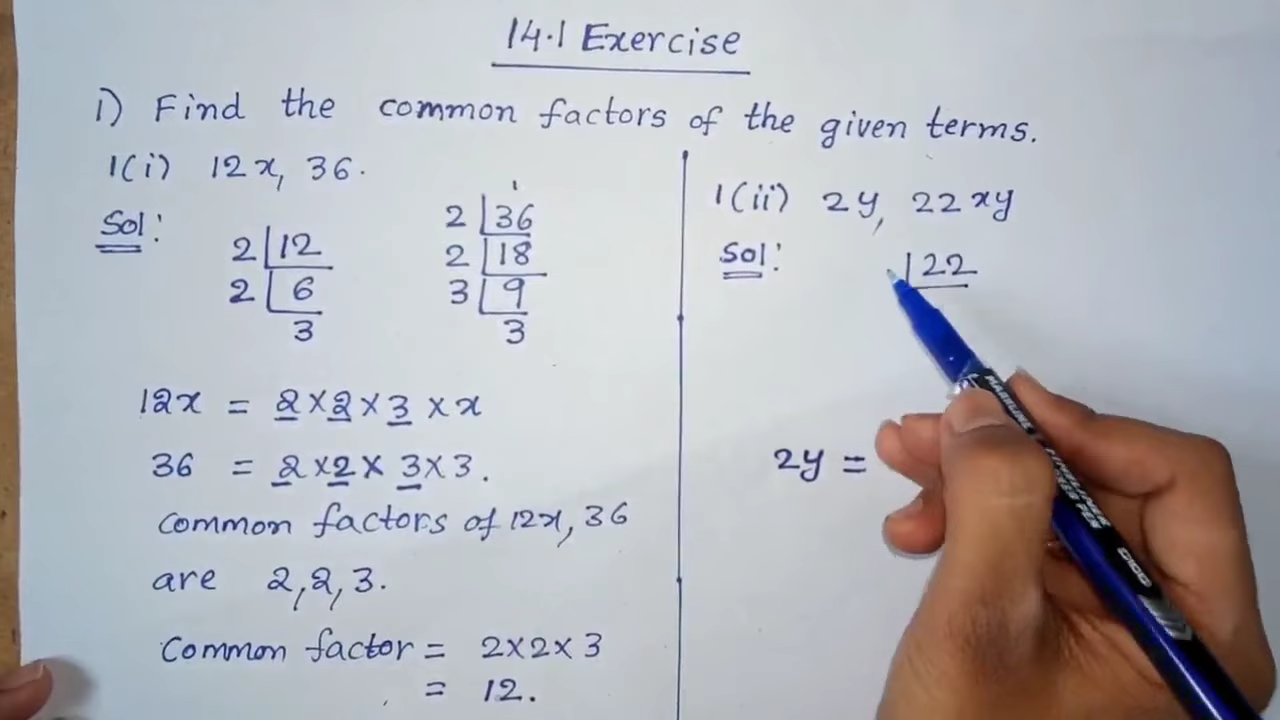 14.1 Exercise
1) Find the common factors of the given terms.
1(i) 12x, 36.
Sol:
2 | 12
2 | 6
3
1
2 | 36
2 | 18
3 | 9
3
12x = 2×2×3×x
36 = 2×2×3×3.
Common factors of 12x, 36
are 2,2,3.
Common factor = 2×2×3
= 12.
1(ii) 2y, 22xy
Sol:
| 22
2y =